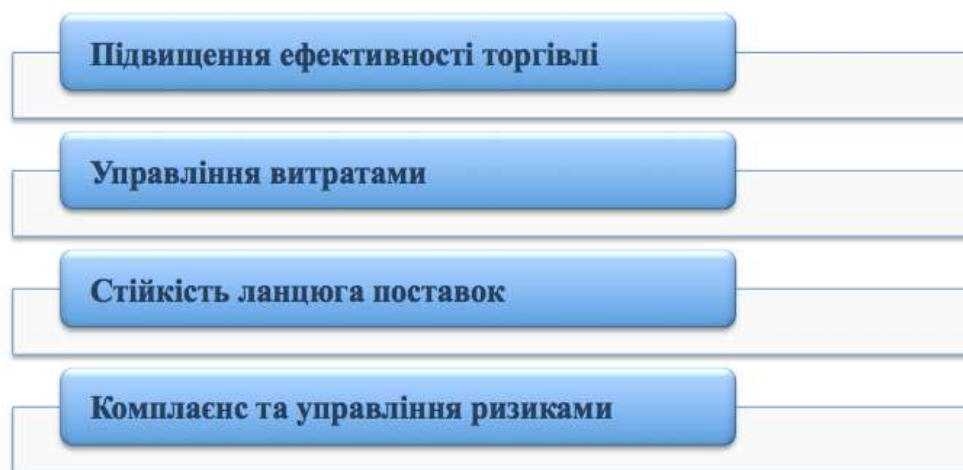 Підвищення ефективності торгівлі
Управління витратами
Стійкість ланцюга поставок
Комплаєнс та управління ризиками